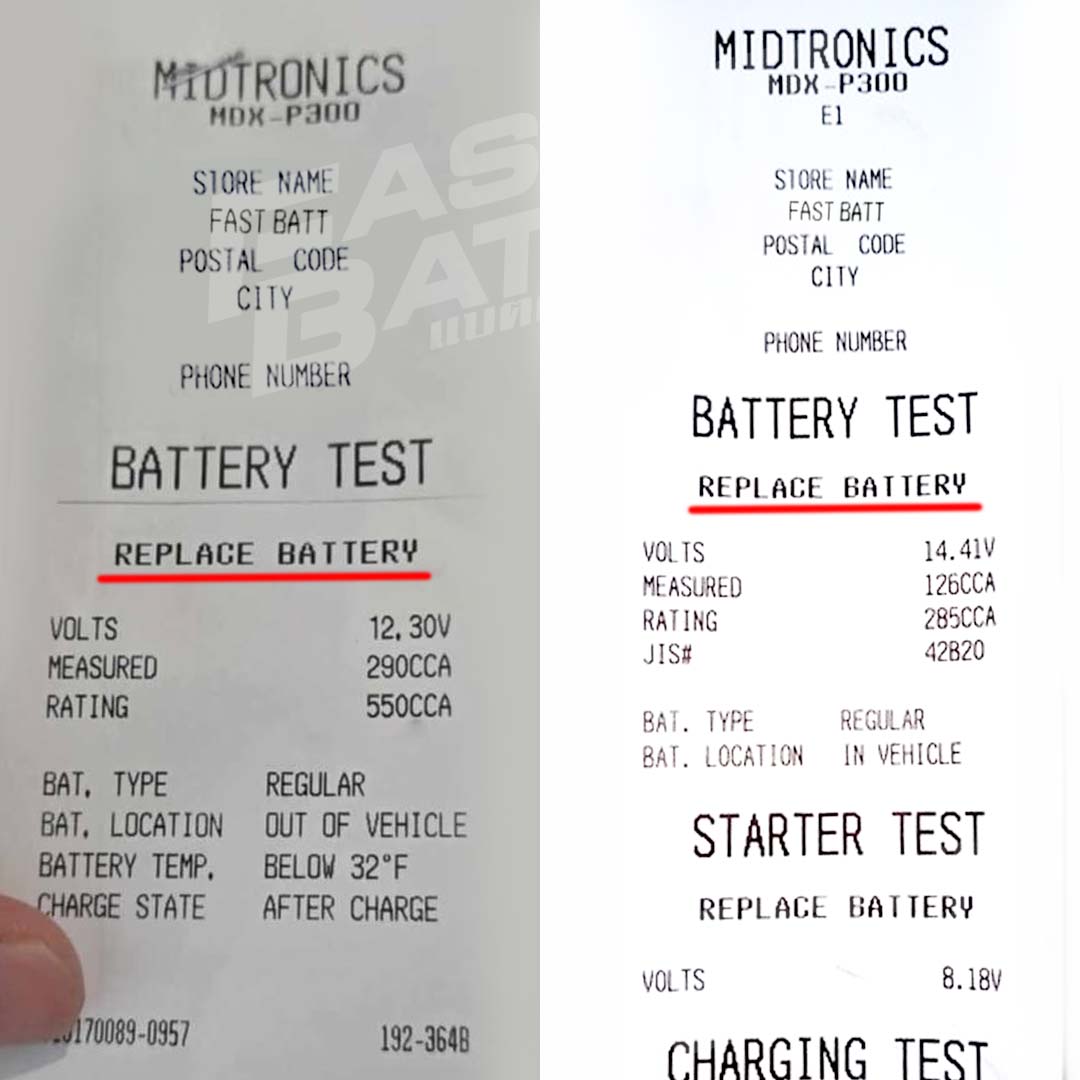 MIDTRONICS
MDX-P300
STORE NAME
FAST BATT
POSTAL CODE
CITY
PHONE NUMBER
BATTERY TEST
REPLACE BATTERY
VOLTS 12.30V
MEASURED 290CCA
RATING 550CCA
BAT. TYPE REGULAR
BAT. LOCATION OUT OF VEHICLE
BATTERY TEMP. BELOW 32°F
CHARGE STATE AFTER CHARGE
170089-0957 192-364B
MIDTRONICS
MDX-P300
E1
STORE NAME
FAST BATT
POSTAL CODE
CITY
PHONE NUMBER
BATTERY TEST
REPLACE BATTERY
VOLTS 14.41V
MEASURED 126CCA
RATING 285CCA
JIS# 42B20
BAT. TYPE REGULAR
BAT. LOCATION IN VEHICLE
STARTER TEST
REPLACE BATTERY
VOLTS 8.18V
CHARGING TEST